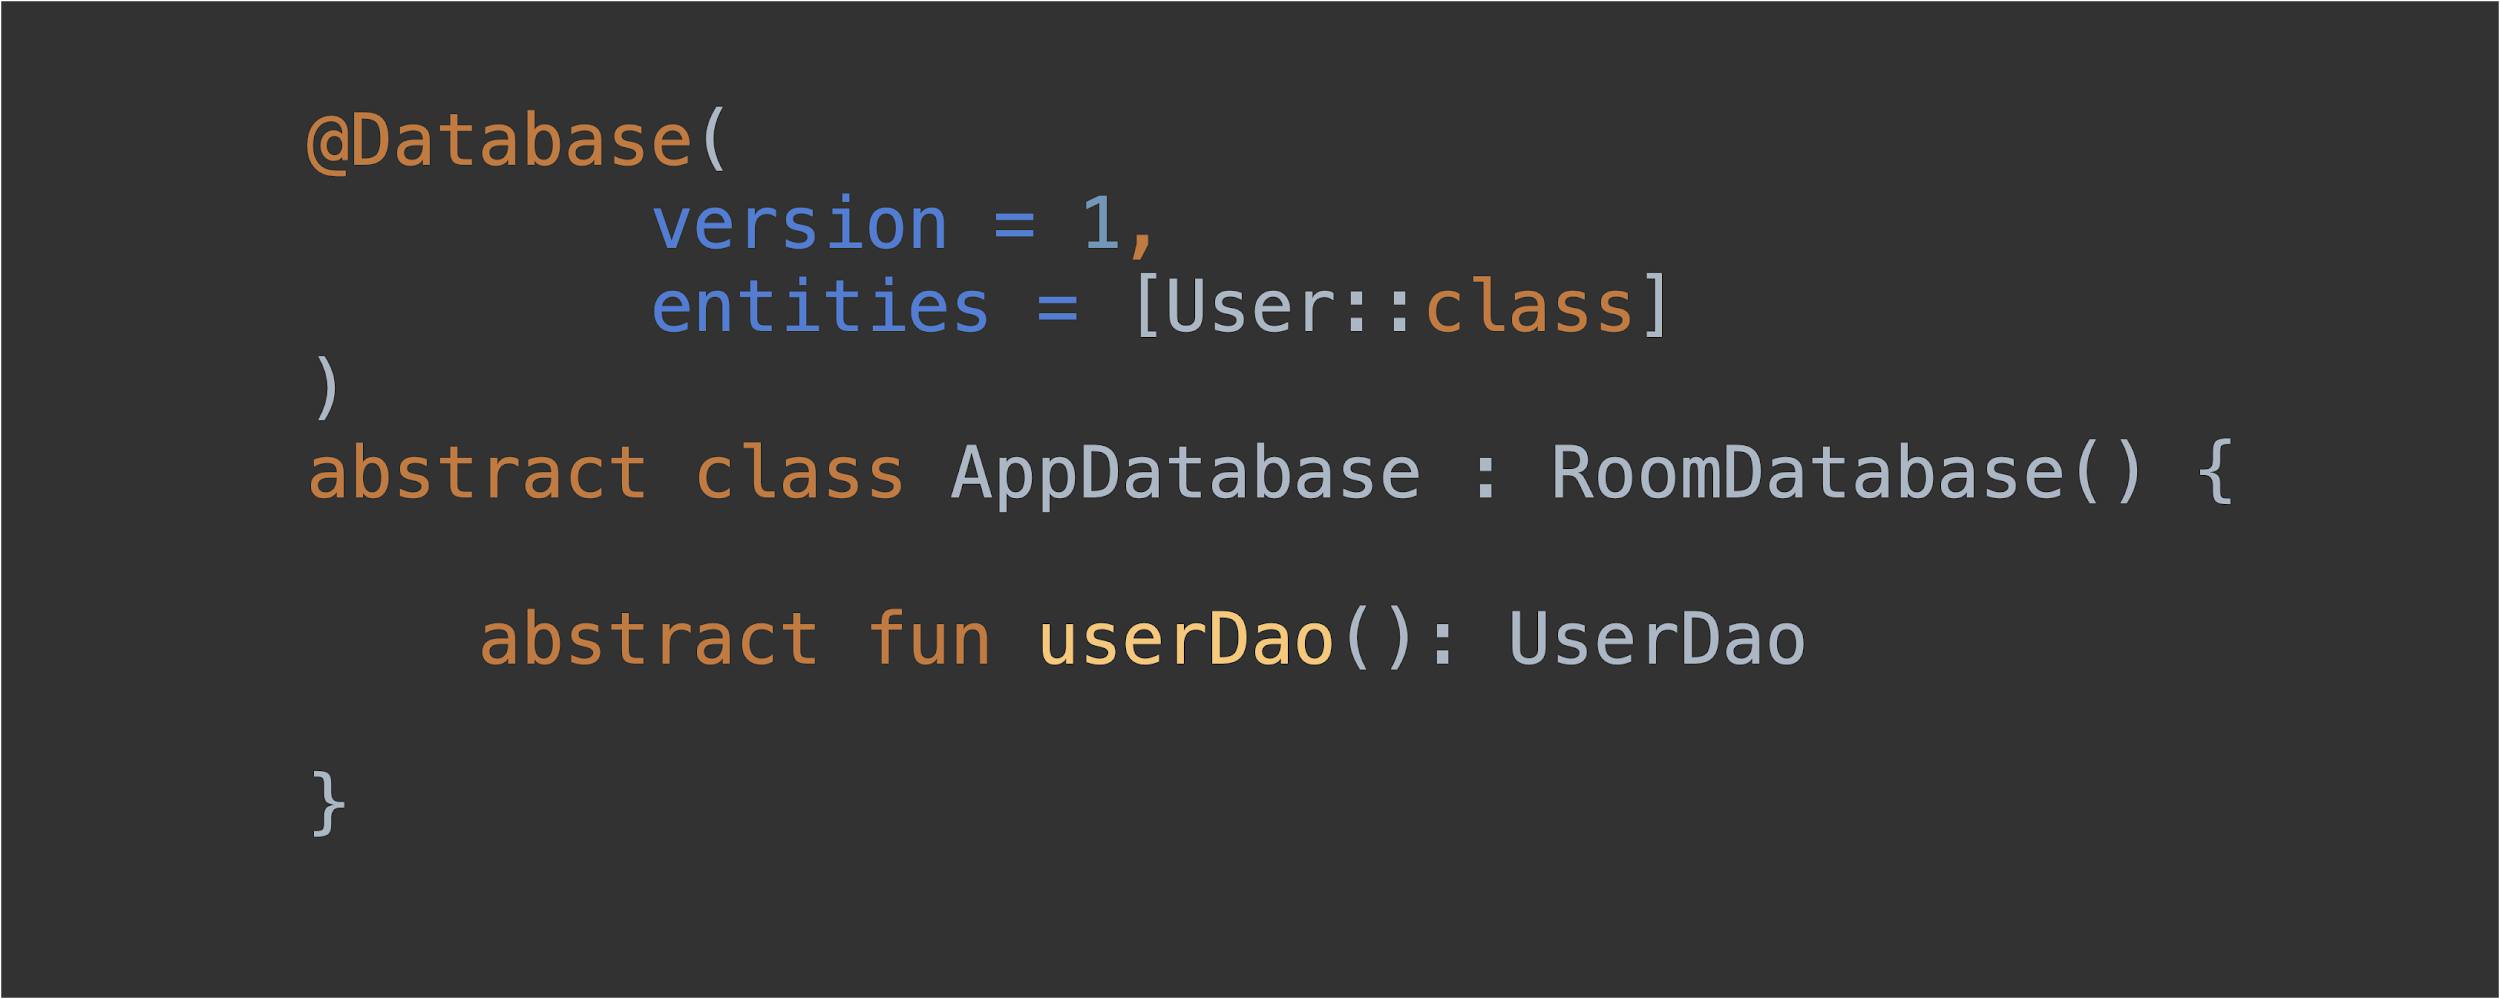 @Database(
        version = 1,
        entities = [User::class]
)
abstract class AppDatabase : RoomDatabase() {
    abstract fun userDao(): UserDao
}